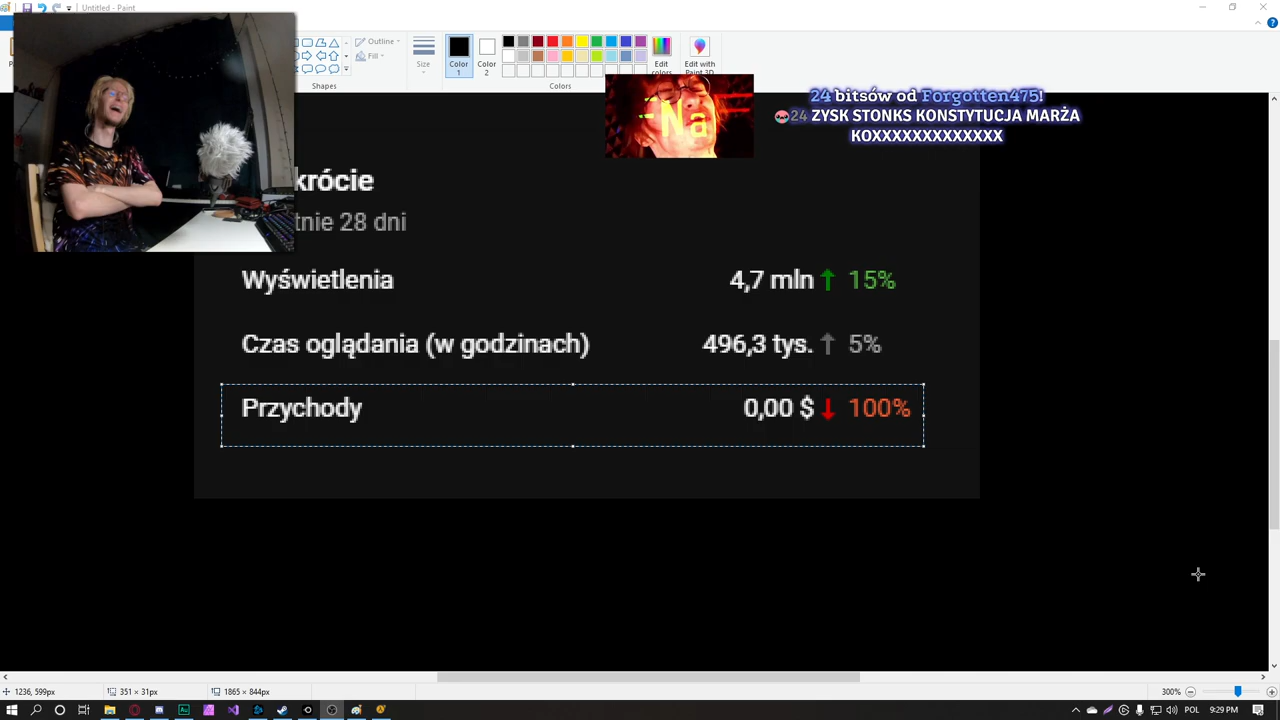 Untitled - Paint
Outline
Fill
Size
Color 1
Color 2
Edit colors
Edit with Paint 3D
Shapes
Colors
Na
24 bitsów od Forgotten475!
24 ZYSK STONKS KONSTYTUCJA MARŻA
KOXXXXXXXXXXXXX
krócie
tnie 28 dni
Wyświetlenia 4,7 mln 15%
Czas oglądania (w godzinach) 496,3 tys. 5%
Przychody 0,00 $ 100%
1236, 599px 351 × 31px 1865 × 844px 300%
POL 9:29 PM